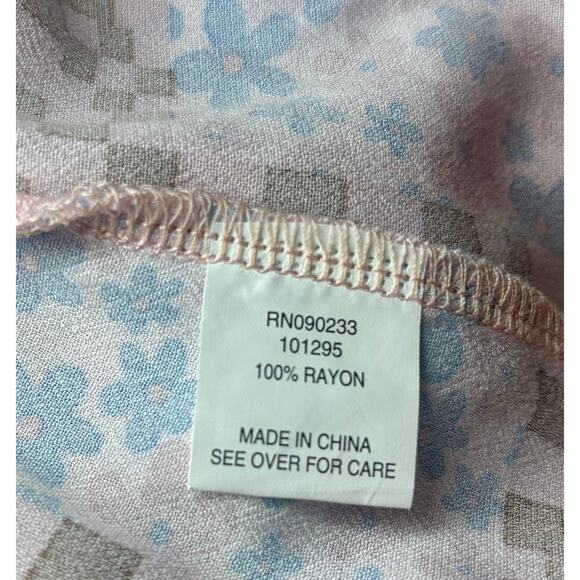 RN090233
101295
100% RAYON
MADE IN CHINA
SEE OVER FOR CARE